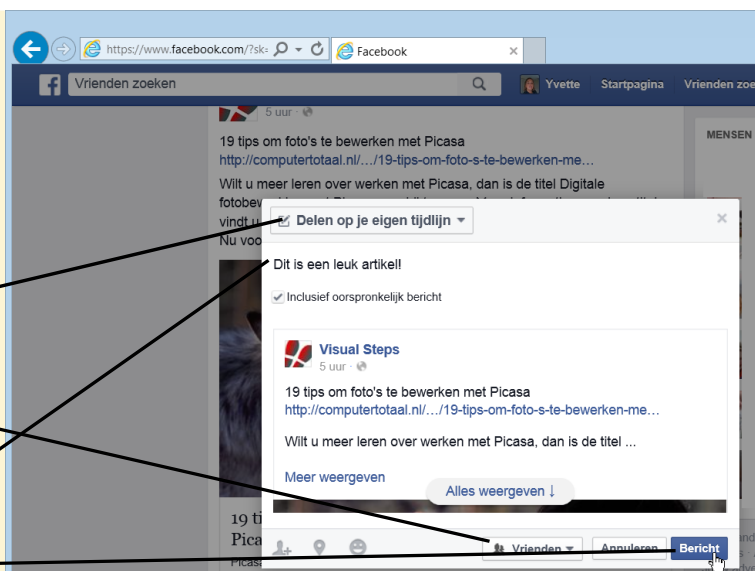 https://www.facebook.com/?sk=
Facebook
Vrienden zoeken
Yvette
Startpagina
Vrienden zoe
5 uur
MENSEN
19 tips om foto's te bewerken met Picasa
http://computertotaal.nl/…/19-tips-om-foto-s-te-bewerken-me…
Wilt u meer leren over werken met Picasa, dan is de titel Digitale
vindt u
Nu voo
Delen op je eigen tijdlijn
Dit is een leuk artikel!
Inclusief oorspronkelijk bericht
Visual Steps
5 uur
19 tips om foto's te bewerken met Picasa
http://computertotaal.nl/…/19-tips-om-foto-s-te-bewerken-me…
Wilt u meer leren over werken met Picasa, dan is de titel ...
Meer weergeven
Alles weergeven ↓
19 ti
Pica
Picasa
Vrienden
Annuleren
Bericht